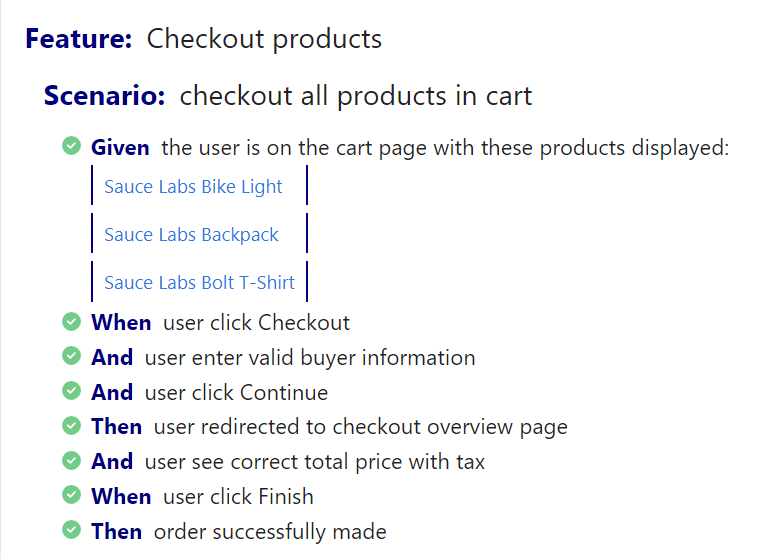 Feature: Checkout products
Scenario: checkout all products in cart
Given the user is on the cart page with these products displayed:
Sauce Labs Bike Light
Sauce Labs Backpack
Sauce Labs Bolt T-Shirt
When user click Checkout
And user enter valid buyer information
And user click Continue
Then user redirected to checkout overview page
And user see correct total price with tax
When user click Finish
Then order successfully made